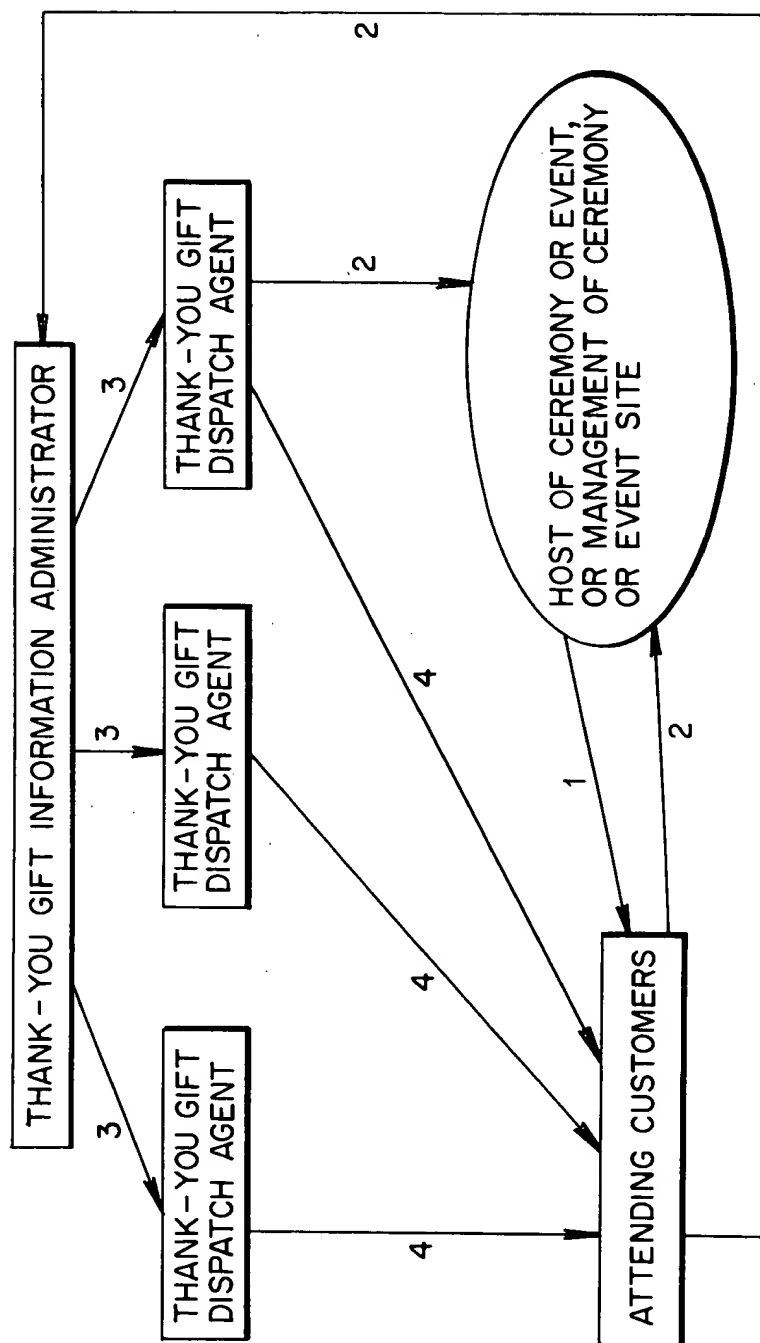 THANK-YOU GIFT INFORMATION ADMINISTRATOR
2
3
3
3
THANK-YOU GIFT
DISPATCH AGENT
THANK-YOU GIFT
DISPATCH AGENT
THANK-YOU GIFT
DISPATCH AGENT
4
4
4
2
HOST OF CEREMONY OR EVENT,
OR MANAGEMENT OF CEREMONY
OR EVENT SITE
1
2
ATTENDING CUSTOMERS